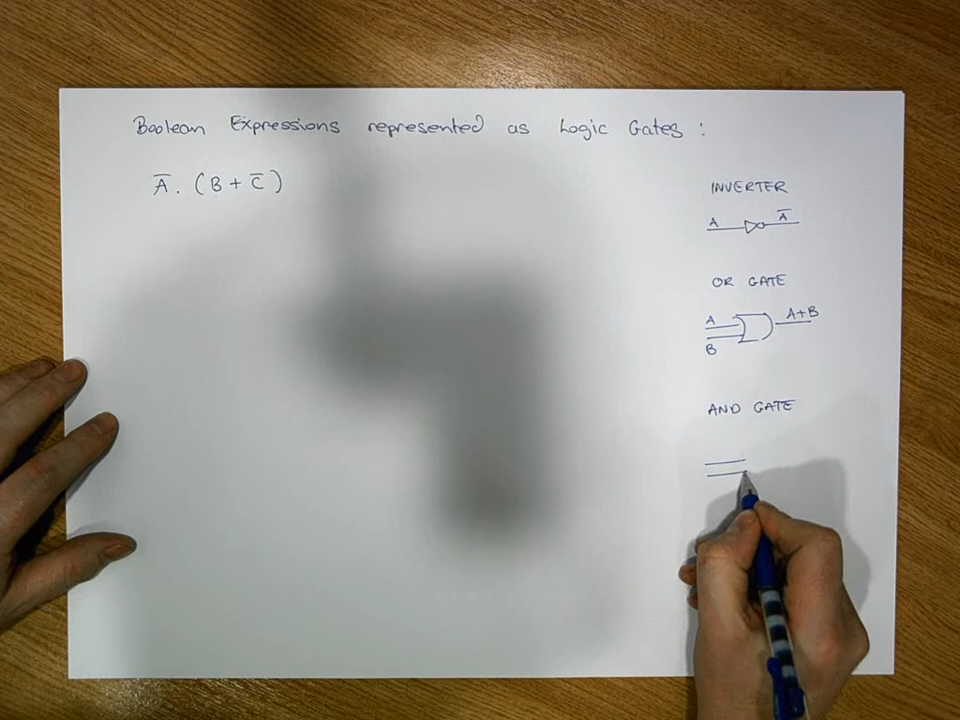 Boolean Expressions represented as Logic Gates :
A̅ . ( B + C̅ )
INVERTER
A A̅
OR GATE
A A+B
B
AND GATE